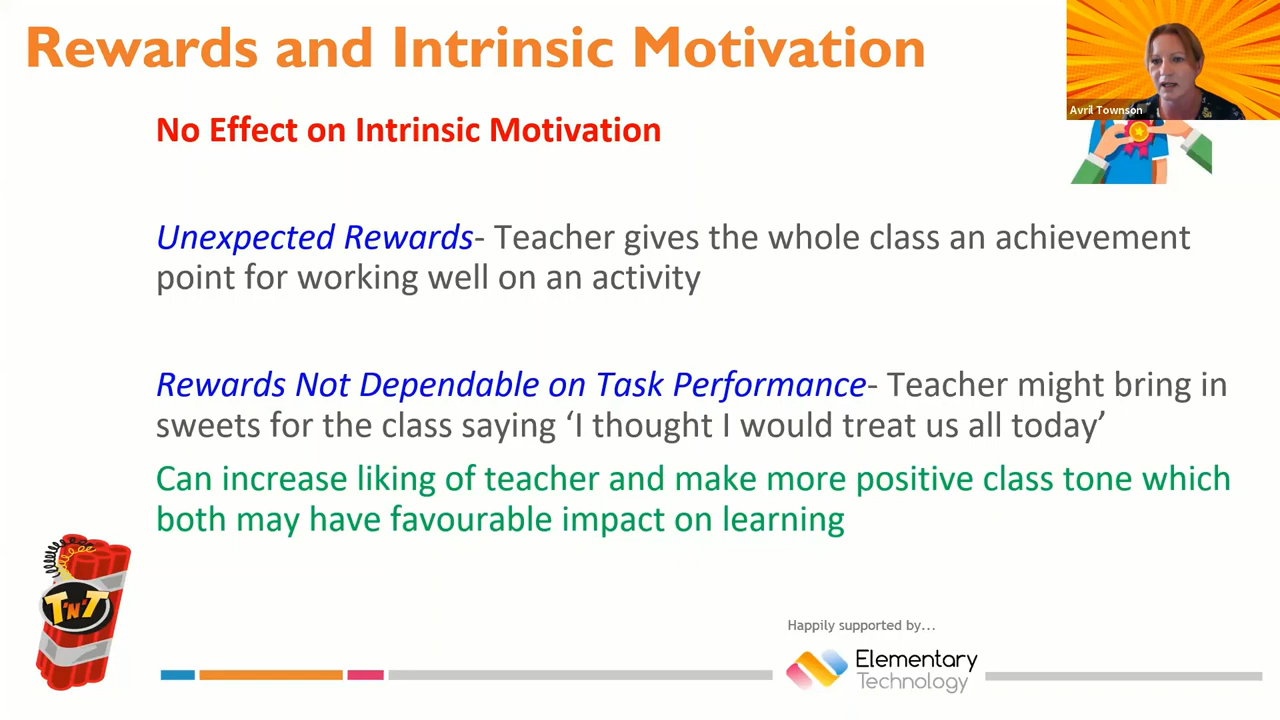 Rewards and Intrinsic Motivation
Avril Townson
No Effect on Intrinsic Motivation
Unexpected Rewards- Teacher gives the whole class an achievement
point for working well on an activity
Rewards Not Dependable on Task Performance- Teacher might bring in
sweets for the class saying ‘I thought I would treat us all today’
Can increase liking of teacher and make more positive class tone which
both may have favourable impact on learning
T'N'T
Happily supported by...
Elementary
Technology